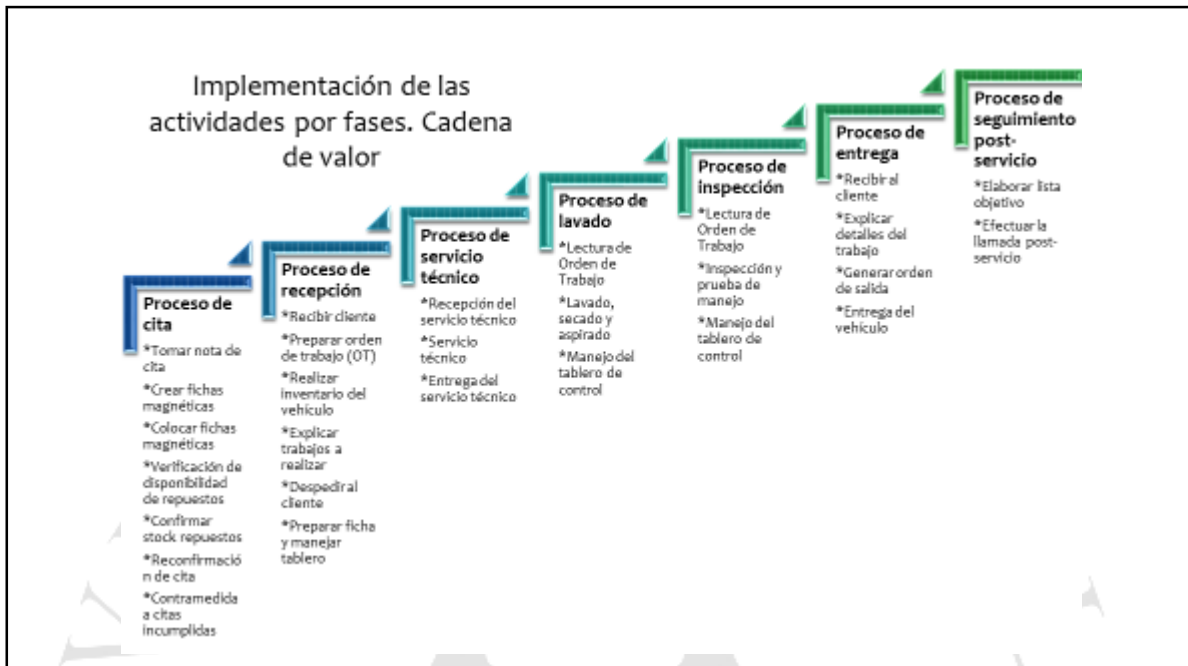 Implementación de las
actividades por fases. Cadena
de valor
Proceso de
cita
*Tomar nota de
cita
*Crear fichas
magnéticas
*Colocar fichas
magnéticas
*Verificación de
disponibilidad
de repuestos
*Confirmar
stock repuestos
*Reconfirmació
n de cita
*Contramedida
a citas
incumplidas
Proceso de
recepción
*Recibir cliente
*Preparar orden
de trabajo (OT)
*Realizar
inventario del
vehículo
*Explicar
trabajos a
realizar
*Despedir al
cliente
*Preparar ficha
y manejar
tablero
Proceso de
servicio
técnico
*Recepción del
servicio técnico
*Servicio
técnico
*Entrega del
servicio técnico
Proceso de
lavado
*Lectura de
Orden de
Trabajo
*Lavado,
secado y
aspirado
*Manejo del
tablero de
control
Proceso de
inspección
*Lectura de
Orden de
Trabajo
*Inspección y
prueba de
manejo
*Manejo del
tablero de
control
Proceso de
entrega
*Recibir al
cliente
*Explicar
detalles del
trabajo
*Generar orden
de salida
*Entrega del
vehículo
Proceso de
seguimiento
post-
servicio
*Elaborar lista
objetivo
*Efectuar la
llamada post-
servicio